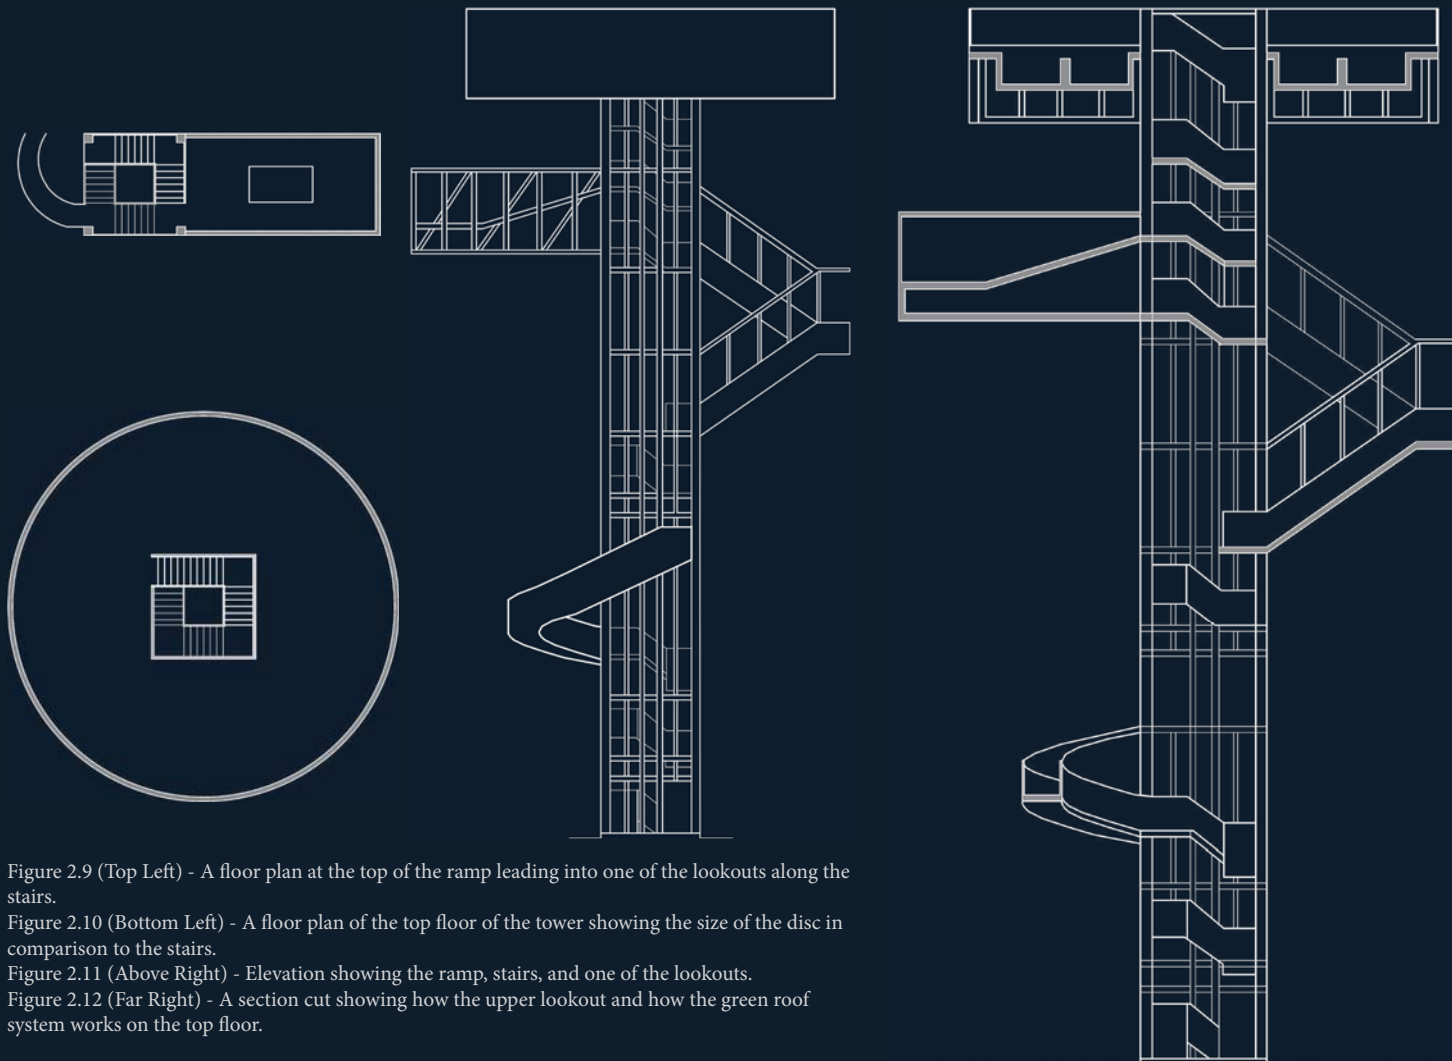 Figure 2.9 (Top Left) - A floor plan at the top of the ramp leading into one of the lookouts along the
stairs.
Figure 2.10 (Bottom Left) - A floor plan of the top floor of the tower showing the size of the disc in
comparison to the stairs.
Figure 2.11 (Above Right) - Elevation showing the ramp, stairs, and one of the lookouts.
Figure 2.12 (Far Right) - A section cut showing how the upper lookout and how the green roof
system works on the top floor.